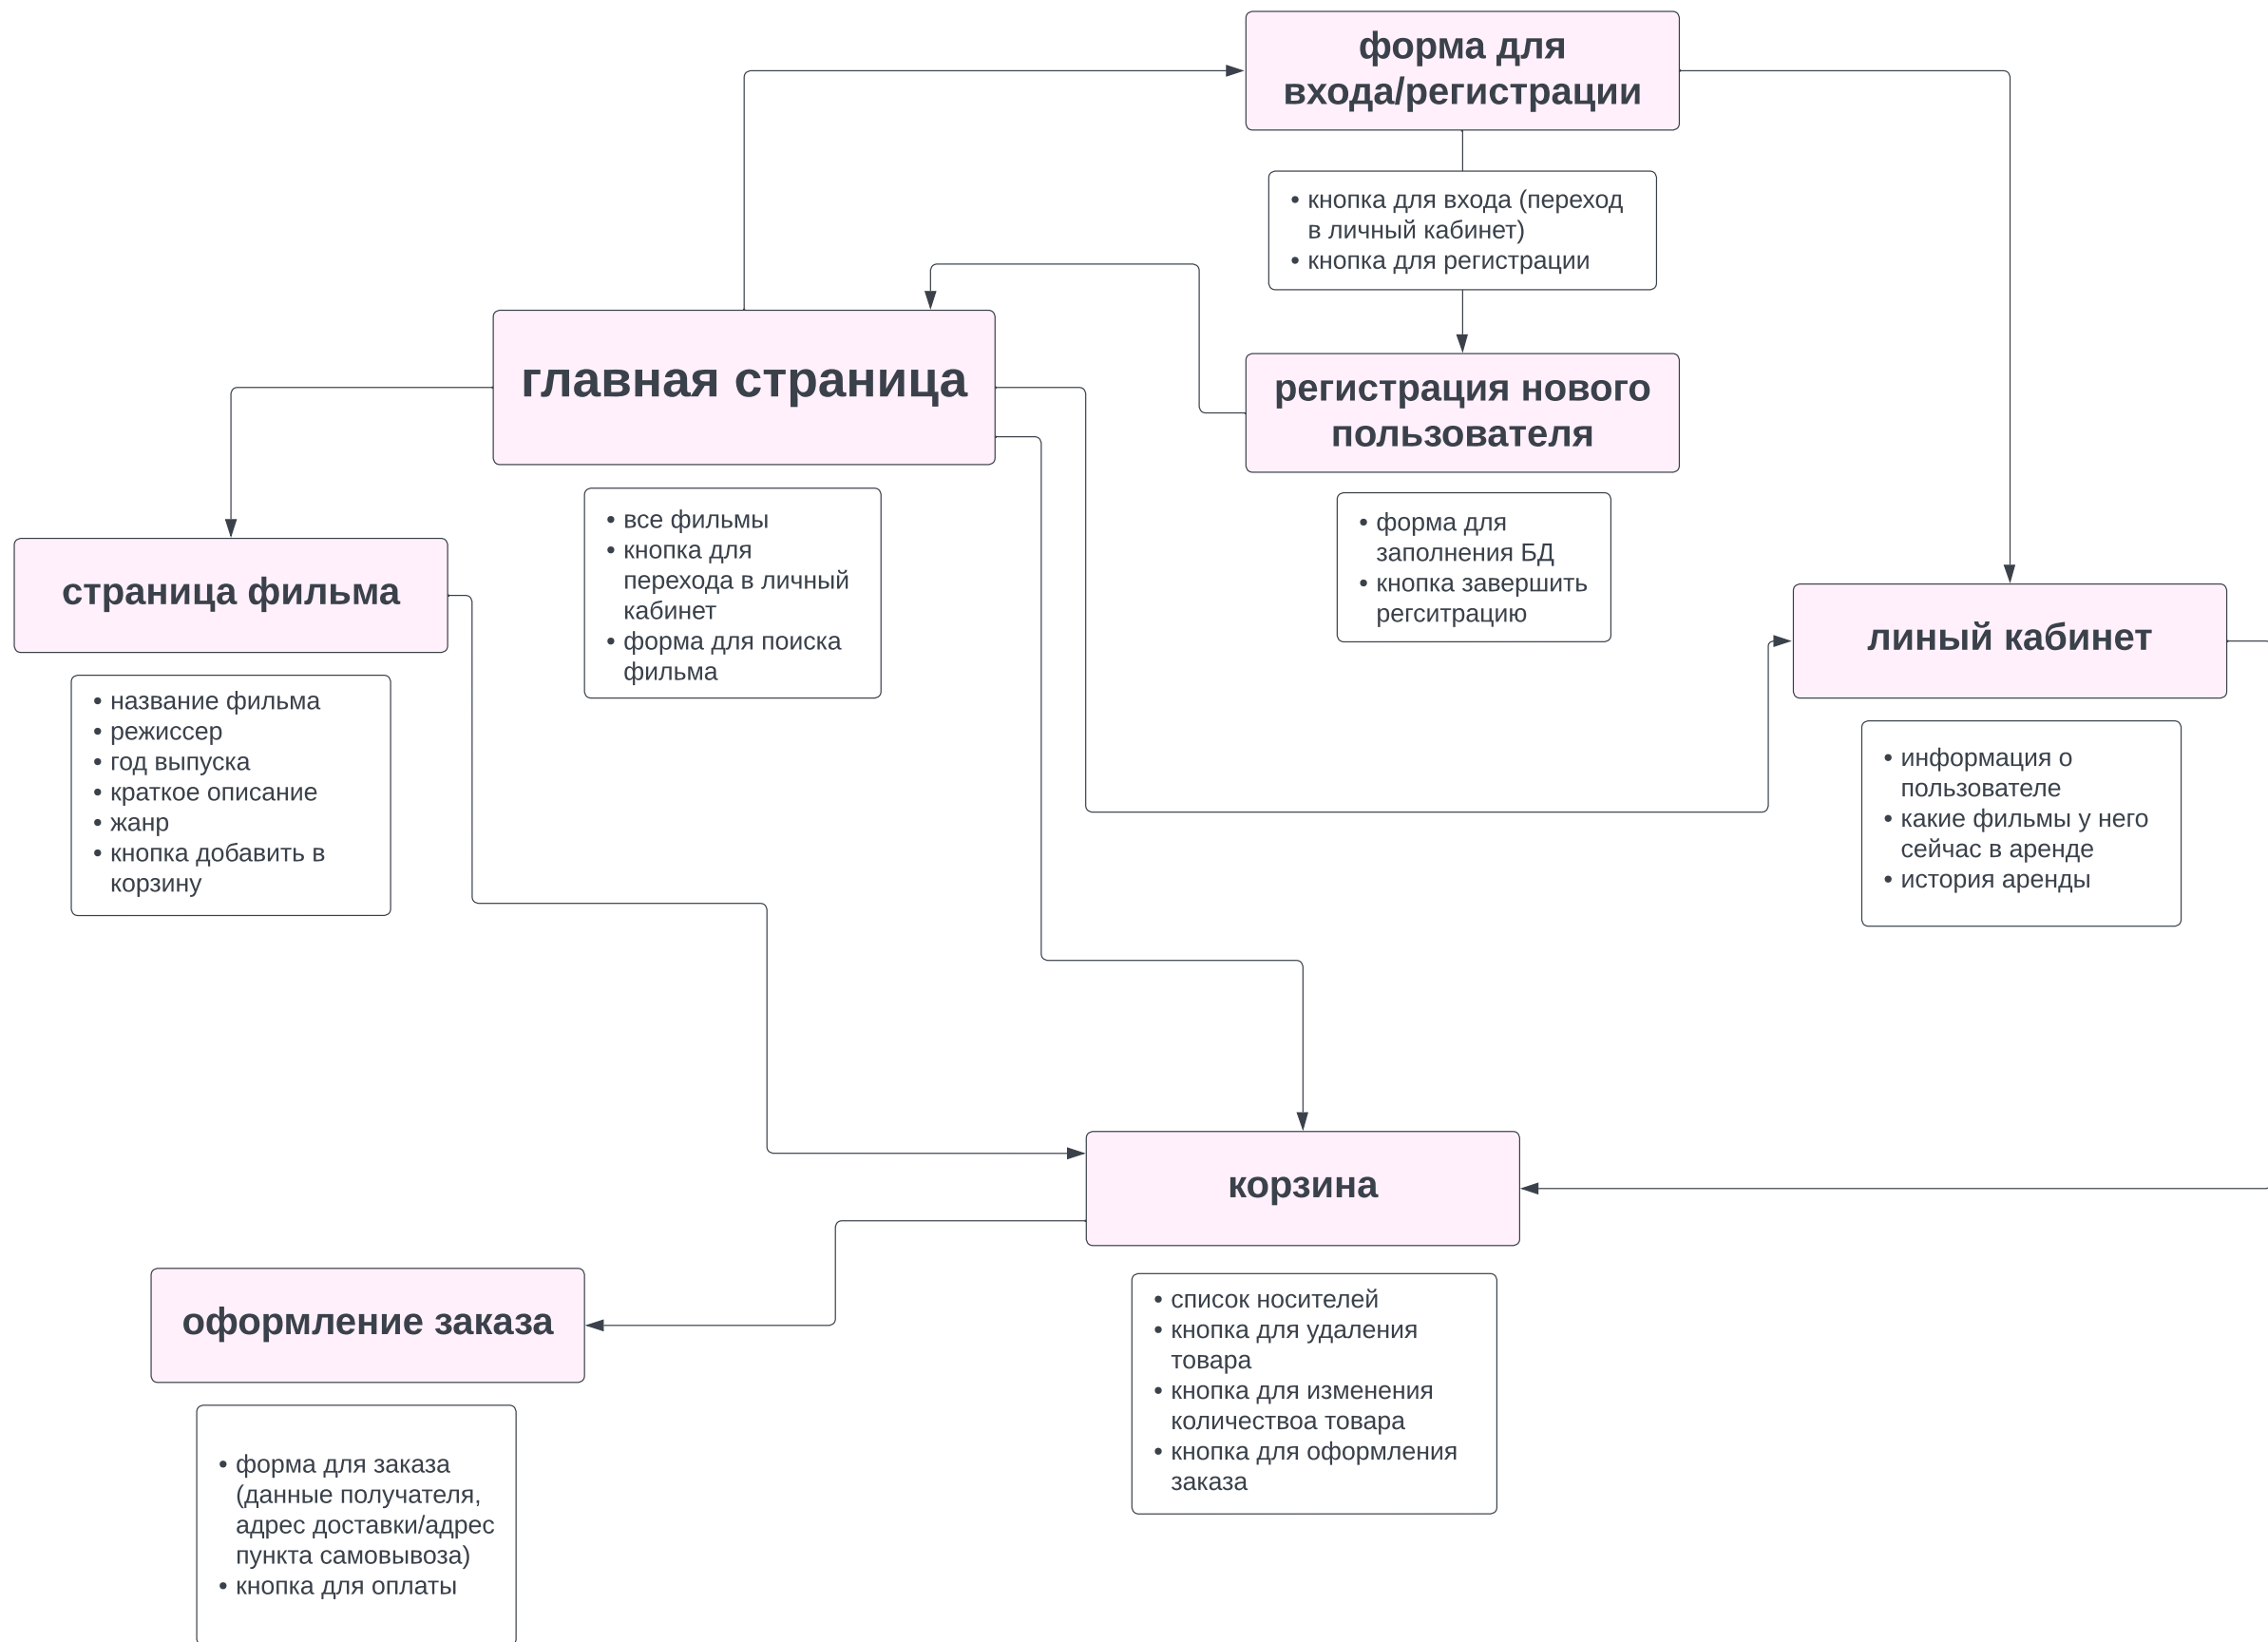 форма для
входа/регистрации
• кнопка для входа (переход
в личный кабинет)
• кнопка для регистрации
главная страница
регистрация нового
пользователя
• все фильмы
• кнопка для
перехода в личный
кабинет
• форма для поиска
фильма
• форма для
заполнения БД
• кнопка завершить
регситрацию
страница фильма
линый кабинет
• название фильма
• режиссер
• год выпуска
• краткое описание
• жанр
• кнопка добавить в
корзину
• информация о
пользователе
• какие фильмы у него
сейчас в аренде
• история аренды
корзина
оформление заказа
• список носителей
• кнопка для удаления
товара
• кнопка для изменения
количествоа товара
• кнопка для оформления
заказа
• форма для заказа
(данные получателя,
адрес доставки/адрес
пункта самовывоза)
• кнопка для оплаты